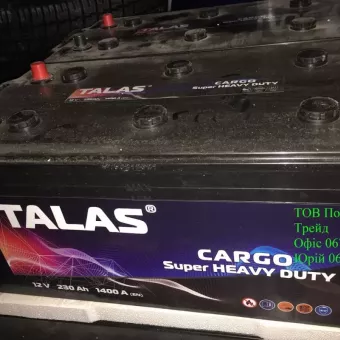 TALAS
CARGO
Super HEAVY DUTY
TALAS®
CARGO
Super HEAVY DUTY
12 V 230 Ah 1400 A (EN)
ТОВ По
Трейд
Офіс 06
Юрій 06